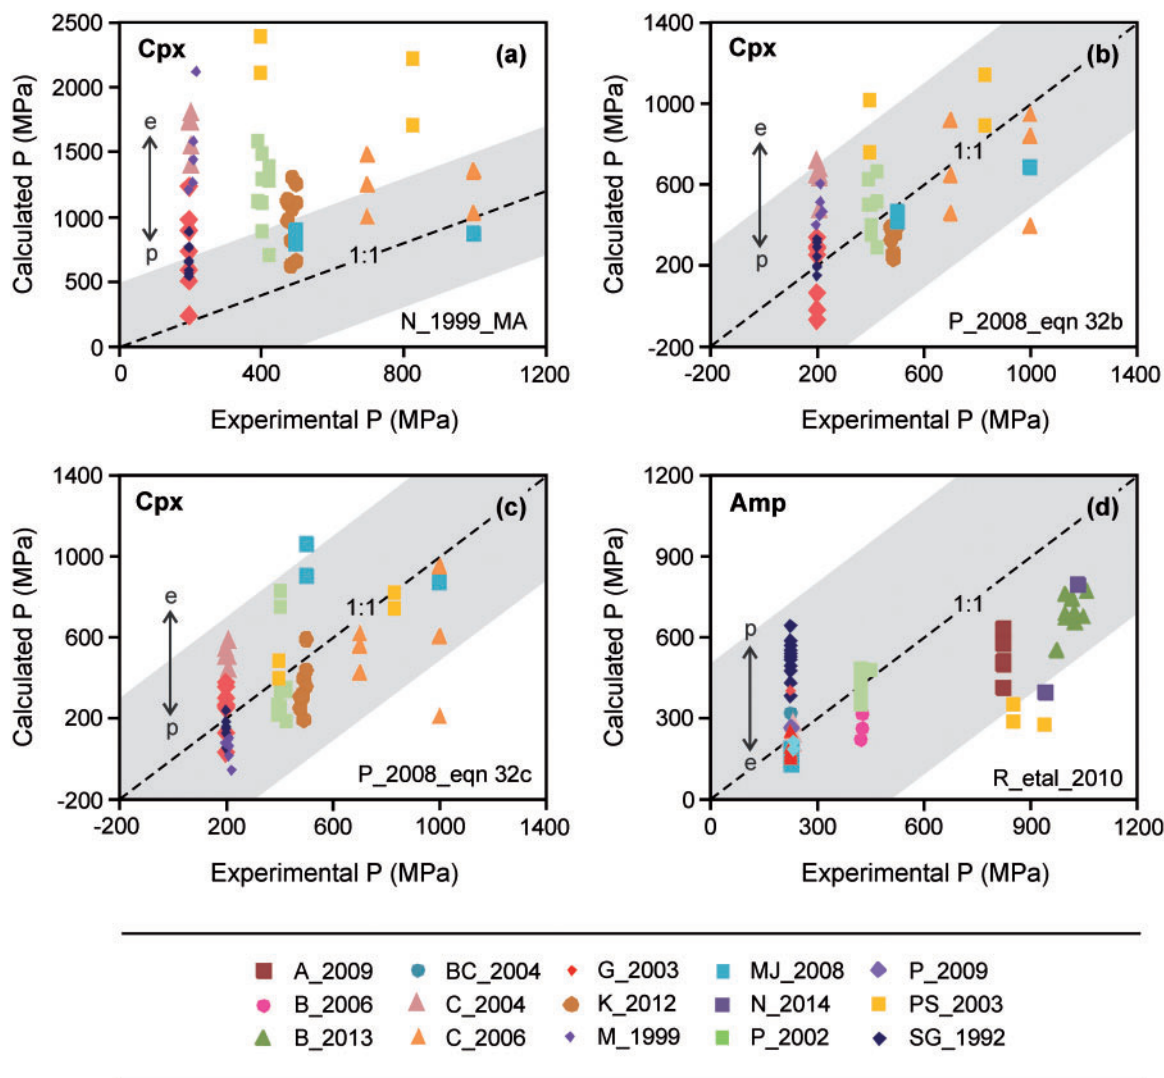 Cpx (a)
2500
2000
1500
1000
500
0
0 400 800 1200
Calculated P (MPa)
Experimental P (MPa)
e
p
1:1
N_1999_MA
Cpx (b)
1400
1000
600
200
-200
-200 200 600 1000 1400
Calculated P (MPa)
Experimental P (MPa)
e
p
1:1
P_2008_eqn 32b
Cpx (c)
1400
1000
600
200
-200
-200 200 600 1000 1400
Calculated P (MPa)
Experimental P (MPa)
e
p
1:1
P_2008_eqn 32c
Amp (d)
1200
900
600
300
0
0 300 600 900 1200
Calculated P (MPa)
Experimental P (MPa)
p
e
1:1
R_etal_2010
A_2009 BC_2004 G_2003 MJ_2008 P_2009
B_2006 C_2004 K_2012 N_2014 PS_2003
B_2013 C_2006 M_1999 P_2002 SG_1992